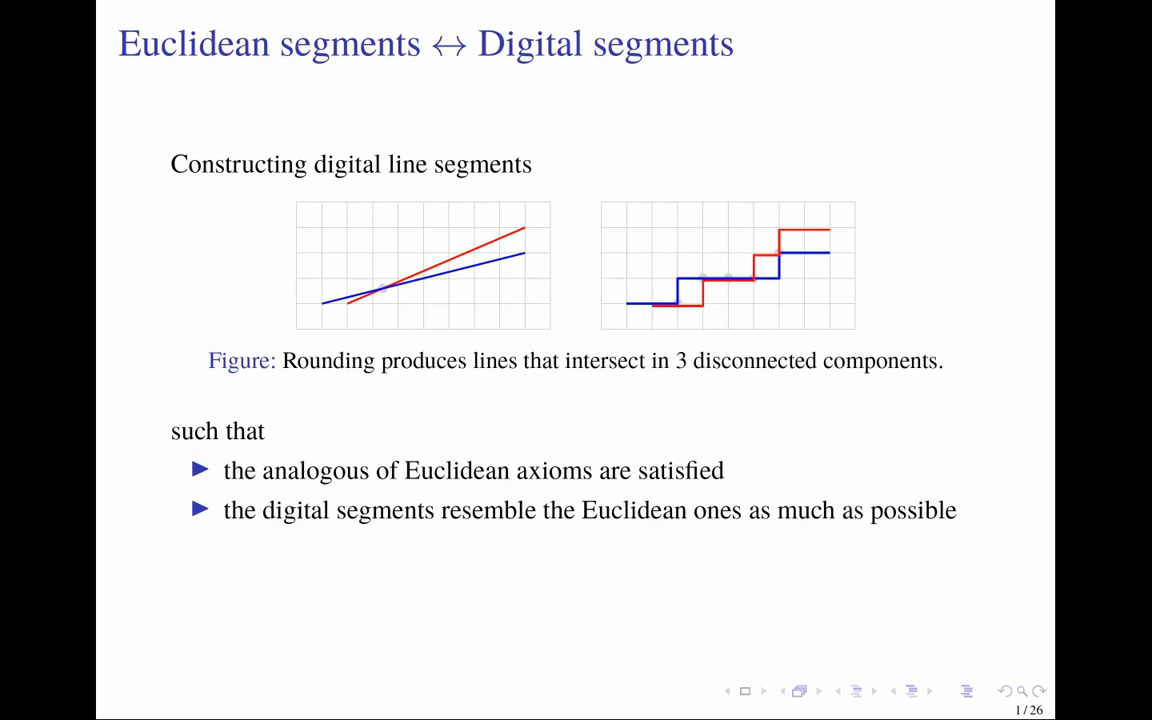 Euclidean segments ↔ Digital segments
Constructing digital line segments
Figure: Rounding produces lines that intersect in 3 disconnected components.
such that
the analogous of Euclidean axioms are satisfied
the digital segments resemble the Euclidean ones as much as possible
1 / 26